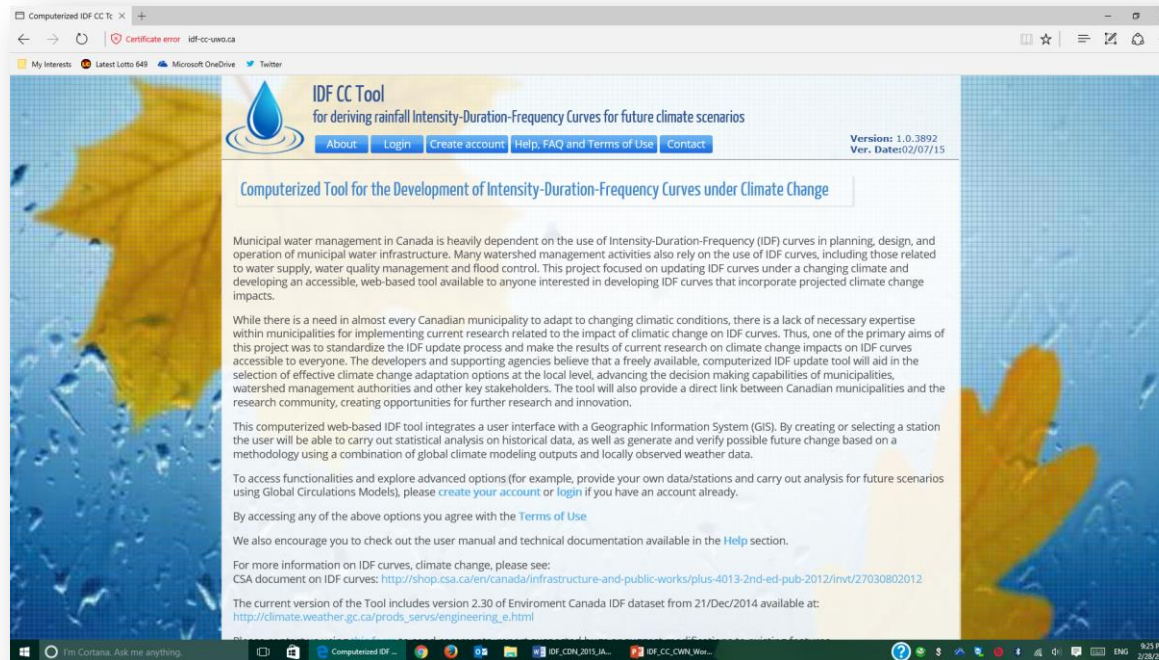 Computerized IDF CC Tc
Certificate error idf-cc-uwo.ca
My Interests Latest Lotto 649 Microsoft OneDrive Twitter
IDF CC Tool
for deriving rainfall Intensity-Duration-Frequency Curves for future climate scenarios
About Login Create account Help, FAQ and Terms of Use Contact
Version: 1.0.3892
Ver. Date:02/07/15
Computerized Tool for the Development of Intensity-Duration-Frequency Curves under Climate Change
Municipal water management in Canada is heavily dependent on the use of Intensity-Duration-Frequency (IDF) curves in planning, design, and
operation of municipal water infrastructure. Many watershed management activities also rely on the use of IDF curves, including those related
to water supply, water quality management and flood control. This project focused on updating IDF curves under a changing climate and
developing an accessible, web-based tool available to anyone interested in developing IDF curves that incorporate projected climate change
impacts.
While there is a need in almost every Canadian municipality to adapt to changing climatic conditions, there is a lack of necessary expertise
within municipalities for implementing current research related to the impact of climatic change on IDF curves. Thus, one of the primary aims of
this project was to standardize the IDF update process and make the results of current research on climate change impacts on IDF curves
accessible to everyone. The developers and supporting agencies believe that a freely available, computerized IDF update tool will aid in the
selection of effective climate change adaptation options at the local level, advancing the decision making capabilities of municipalities,
watershed management authorities and other key stakeholders. The tool will also provide a direct link between Canadian municipalities and the
research community, creating opportunities for further research and innovation.
This computerized web-based IDF tool integrates a user interface with a Geographic Information System (GIS). By creating or selecting a station
the user will be able to carry out statistical analysis on historical data, as well as generate and verify possible future change based on a
methodology using a combination of global climate modeling outputs and locally observed weather data.
To access functionalities and explore advanced options (for example, provide your own data/stations and carry out analysis for future scenarios
using Global Circulations Models), please create your account or login if you have an account already.
By accessing any of the above options you agree with the Terms of Use
We also encourage you to check out the user manual and technical documentation available in the Help section.
For more information on IDF curves, climate change, please see:
CSA document on IDF curves: http://shop.csa.ca/en/canada/infrastructure-and-public-works/plus-4013-2nd-ed-pub-2012/invt/27030802012
The current version of the Tool includes version 2.30 of Enviroment Canada IDF dataset from 21/Dec/2014 available at:
http://climate.weather.gc.ca/prods_servs/engineering_e.html
I'm Cortana. Ask me anything.
Computerized IDF ...
IDF_CDN_2015_JA...
IDF_CC_CWN_Wor...
ENG
9:25 P
2/28/2